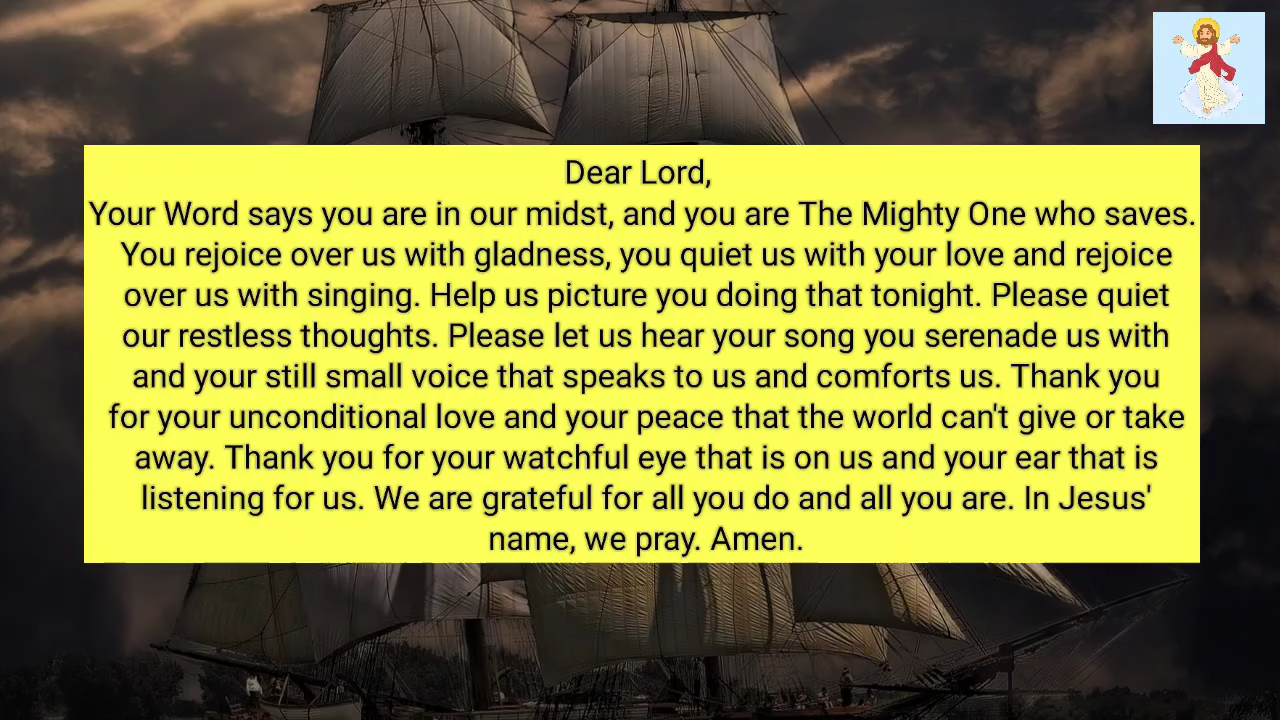 Dear Lord,
Your Word says you are in our midst, and you are The Mighty One who saves.
You rejoice over us with gladness, you quiet us with your love and rejoice
over us with singing. Help us picture you doing that tonight. Please quiet
our restless thoughts. Please let us hear your song you serenade us with
and your still small voice that speaks to us and comforts us. Thank you
for your unconditional love and your peace that the world can't give or take
away. Thank you for your watchful eye that is on us and your ear that is
listening for us. We are grateful for all you do and all you are. In Jesus'
name, we pray. Amen.